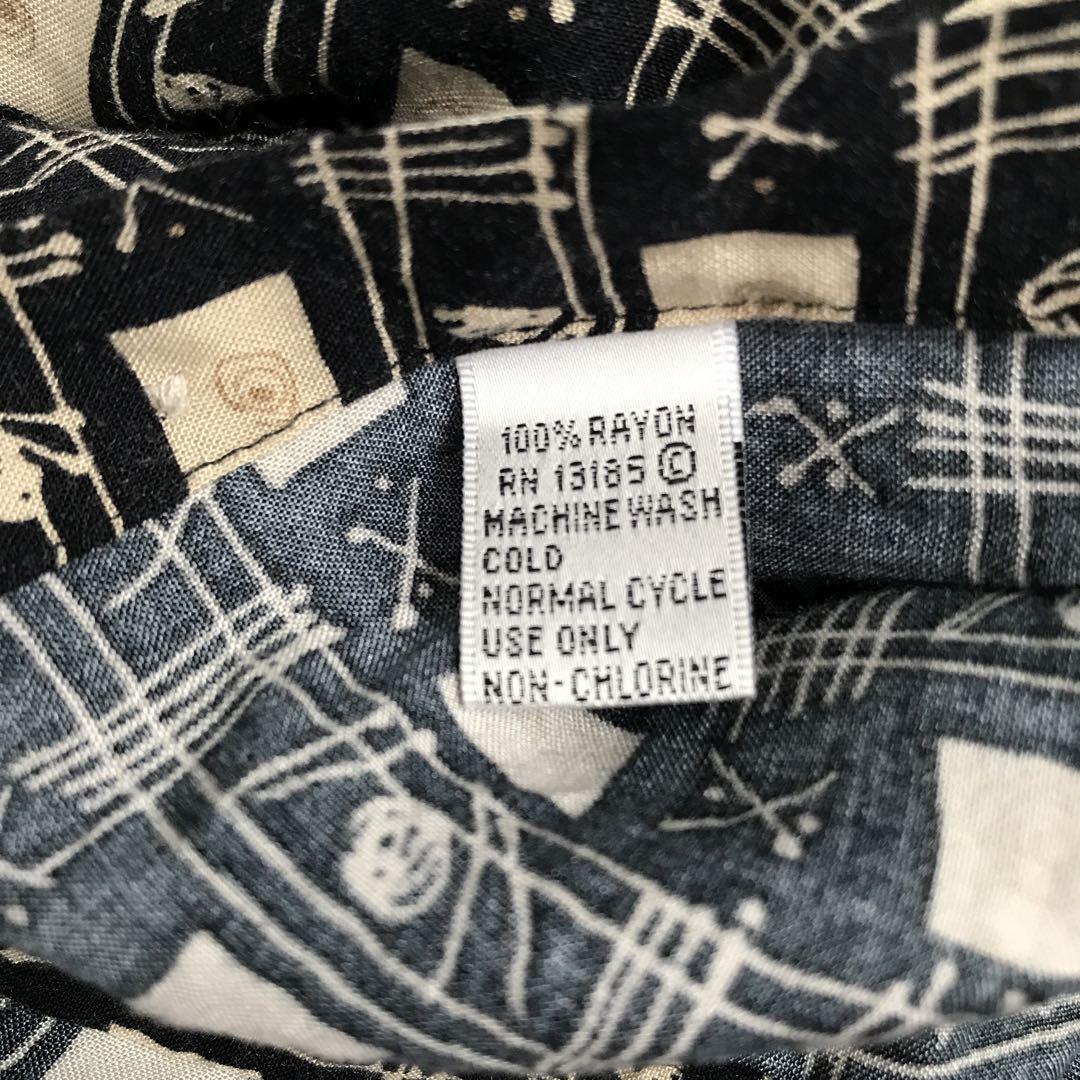 100% RAYON
RN 13185 ©
MACHINE WASH
COLD
NORMAL CYCLE
USE ONLY
NON-CHLORINE